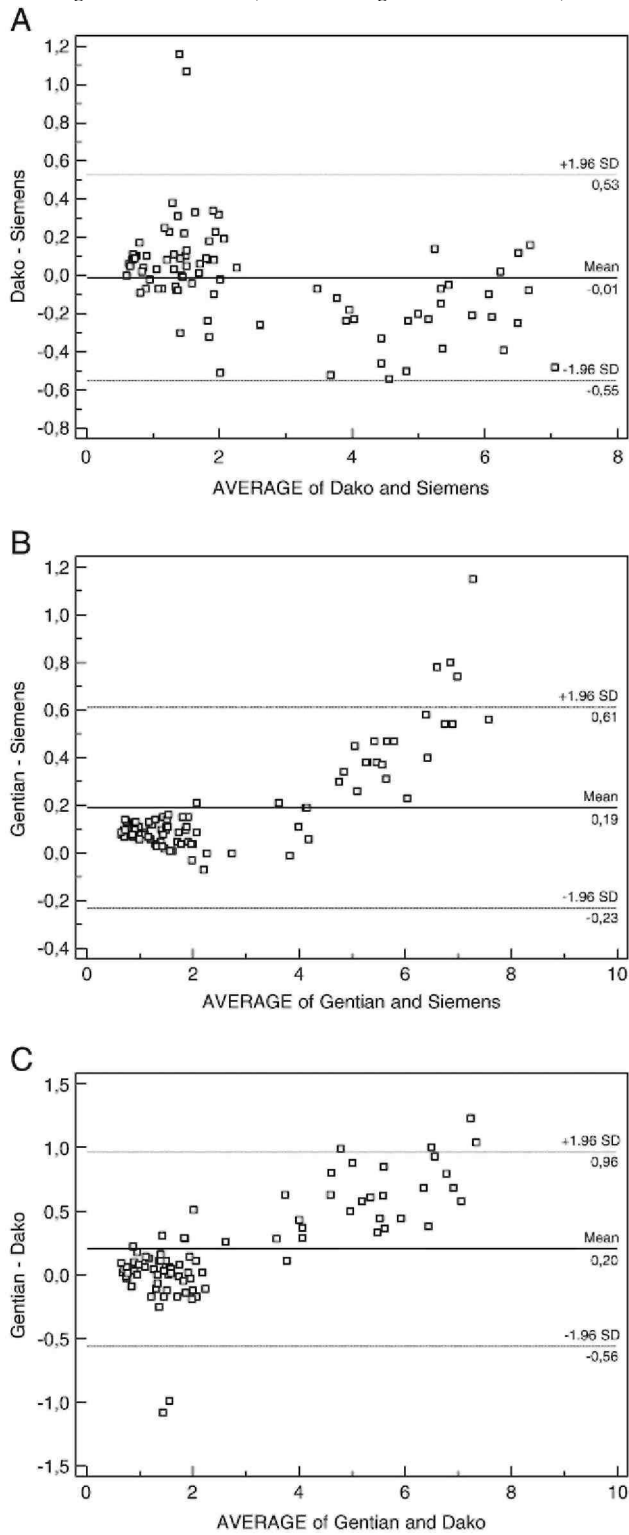 A
1,2
1,0
0,8
0,6
0,4
0,2
0,0
-0,2
-0,4
-0,6
-0,8
Dako - Siemens
+1.96 SD
0,53
Mean
-0,01
-1.96 SD
-0,55
0 2 4 6 8
AVERAGE of Dako and Siemens
B
1,2
1,0
0,8
0,6
0,4
0,2
0,0
-0,2
-0,4
Gentian - Siemens
+1.96 SD
0,61
Mean
0,19
-1.96 SD
-0,23
0 2 4 6 8 10
AVERAGE of Gentian and Siemens
C
1,5
1,0
0,5
0,0
-0,5
-1,0
-1,5
Gentian - Dako
+1.96 SD
0,96
Mean
0,20
-1.96 SD
-0,56
0 2 4 6 8 10
AVERAGE of Gentian and Dako